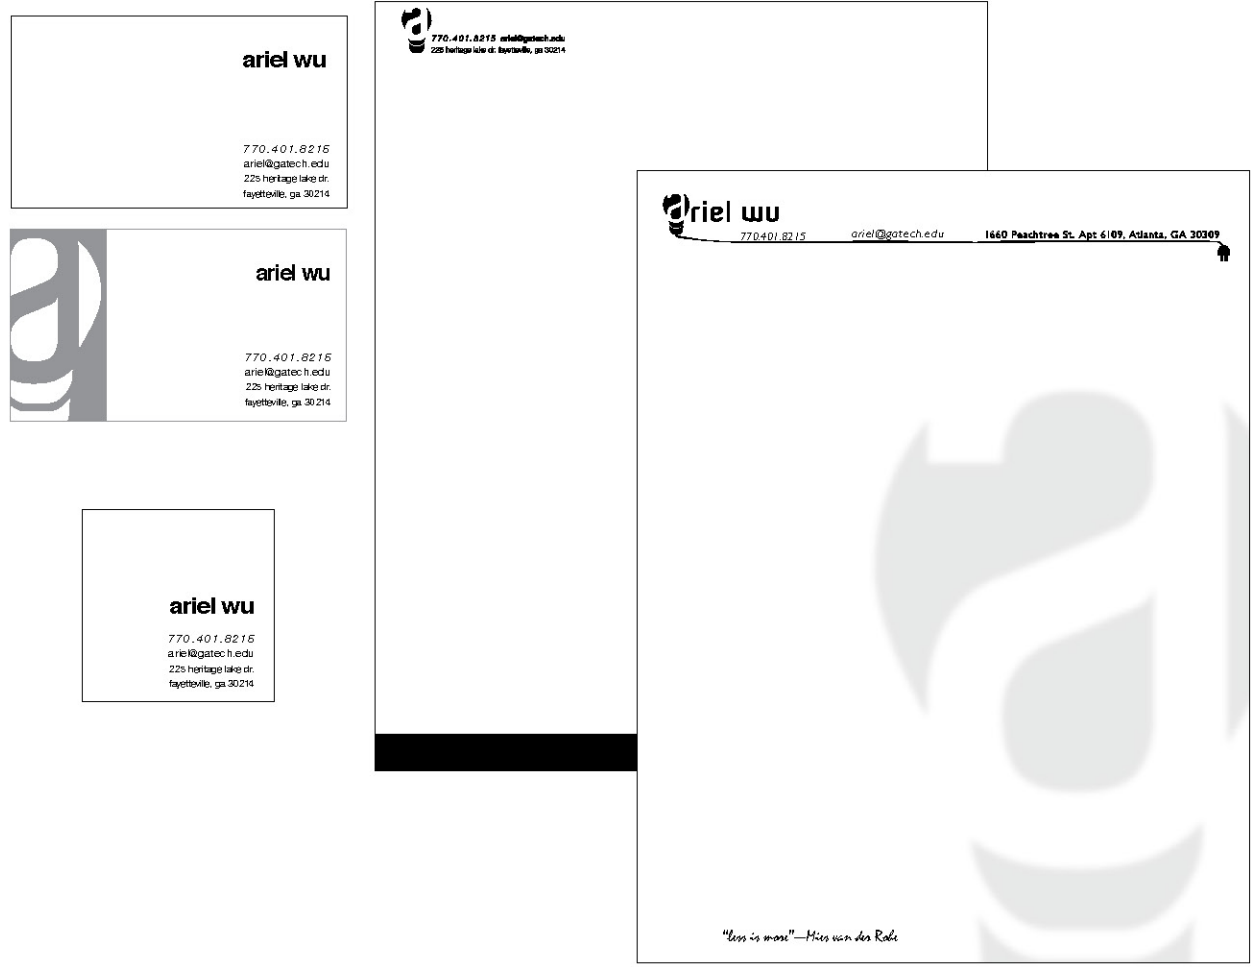 ariel wu
770.401.8215
ariel@gatech.edu
225 heritage lake dr.
fayetteville, ga 30214
ariel wu
770.401.8215
ariel@gatech.edu
225 heritage lake dr.
fayetteville, ga 30214
ariel wu
770.401.8215
ariel@gatech.edu
225 heritage lake dr.
fayetteville, ga 30214
a
770.401.8215 ariel@gatech.edu
225 heritage lake dr. fayetteville, ga 30214
ariel wu
770.401.8215 ariel@gatech.edu 1660 Peachtree St. Apt 6109, Atlanta, GA 30309
"less is more"—Mies van der Rohe